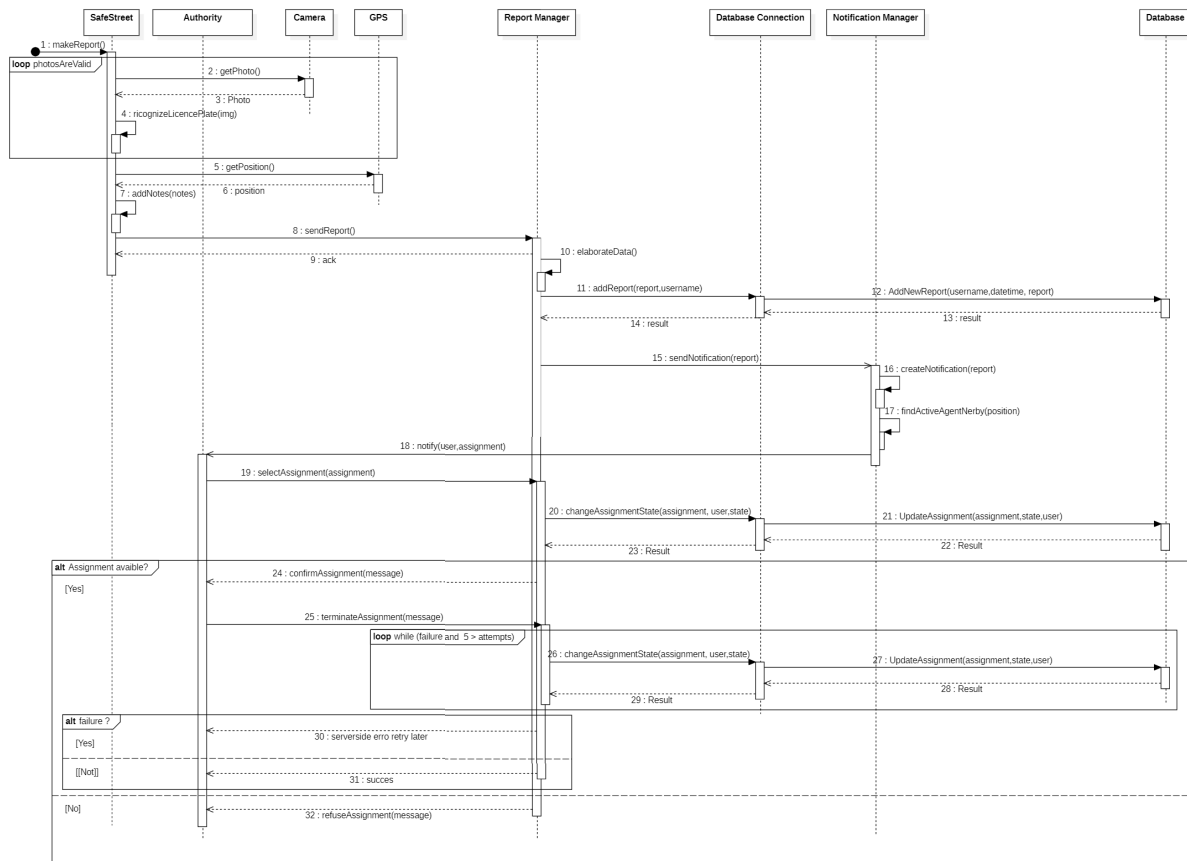 SafeStreet
Authority
Camera
GPS
Report Manager
Database Connection
Notification Manager
Database
1 : makeReport()
loop photosAreValid
2 : getPhoto()
3 : Photo
4 : ricognizeLicencePlate(img)
5 : getPosition()
6 : position
7 : addNotes(notes)
8 : sendReport()
9 : ack
10 : elaborateData()
11 : addReport(report,username)
12 : AddNewReport(username,datetime, report)
13 : result
14 : result
15 : sendNotification(report)
16 : createNotification(report)
17 : findActiveAgentNerby(position)
18 : notify(user,assignment)
19 : selectAssignment(assignment)
20 : changeAssignmentState(assignment, user,state)
21 : UpdateAssignment(assignment,state,user)
22 : Result
23 : Result
alt Assignment avaible?
24 : confirmAssignment(message)
[Yes]
25 : terminateAssignment(message)
loop while (failure and 5 > attempts)
26 : changeAssignmentState(assignment, user,state)
27 : UpdateAssignment(assignment,state,user)
28 : Result
29 : Result
alt failure ?
30 : serverside erro retry later
[Yes]
[[Not]]
31 : succes
[No]
32 : refuseAssignment(message)